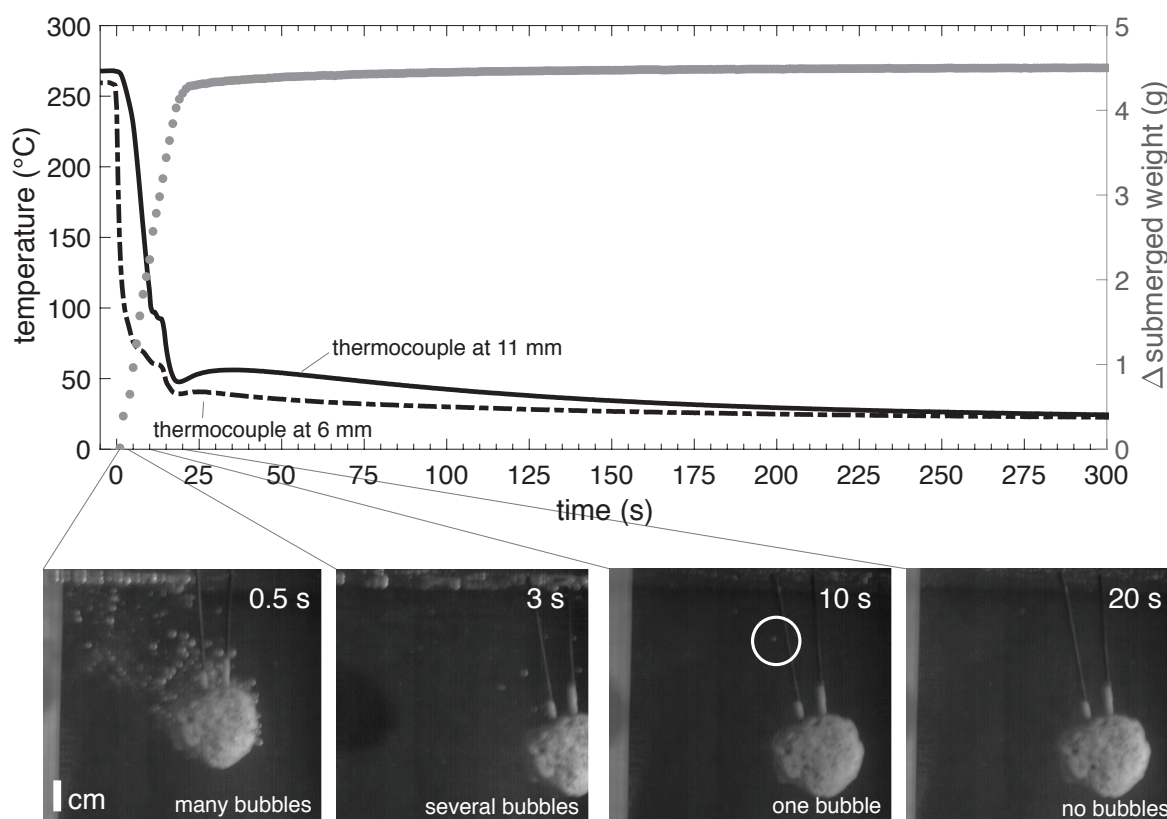 300
250
200
150
100
50
0
temperature (°C)
5
4
3
2
1
0
Δ submerged weight (g)
thermocouple at 11 mm
thermocouple at 6 mm
0 25 50 75 100 125 150 175 200 225 250 275 300
time (s)
0.5 s
cm
many bubbles
3 s
several bubbles
10 s
one bubble
20 s
no bubbles